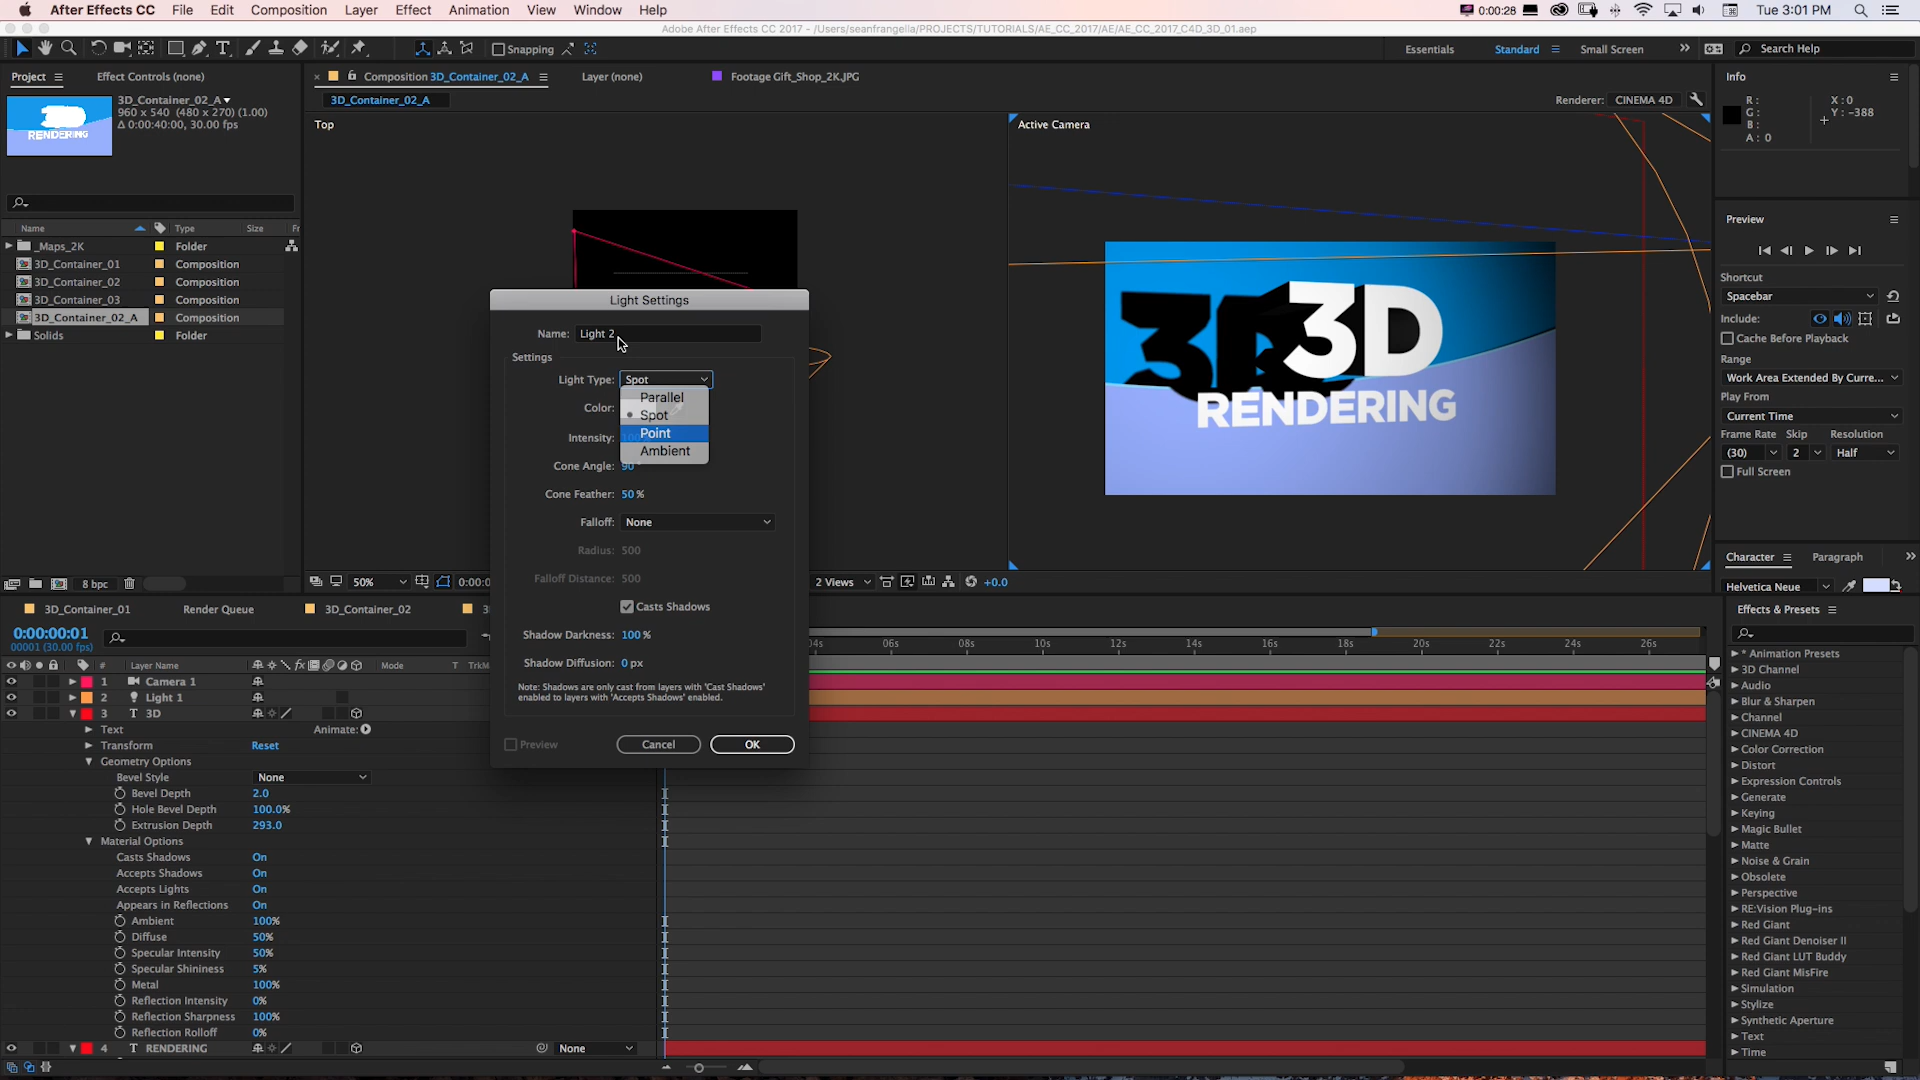 After Effects CC File Edit Composition Layer Effect Animation View Window Help
0:00:28 Tue 3:01 PM
Adobe After Effects CC 2017 - /Users/seanfrangella/PROJECTS/TUTORIALS/AE_CC_2017/AE/AE_CC_2017_C4D_3D_01.aep
Snapping
Essentials Standard Small Screen Search Help
Project Effect Controls (none)
3D_Container_02_A
960 x 540 (480 x 270) (1.00)
Δ 0:00:40:00, 30.00 fps
RENDERING
Name Type Size Fr
_Maps_2K Folder
3D_Container_01 Composition
3D_Container_02 Composition
3D_Container_03 Composition
3D_Container_02_A Composition
Solids Folder
8 bpc
Composition 3D_Container_02_A Layer (none) Footage Gift_Shop_2K.JPG
3D_Container_02_A
Renderer: CINEMA 4D
Top
Active Camera
3D
RENDERING
50% 0:00:0
2 Views +0.0
Light Settings
Name: Light 2
Settings
Light Type: Spot
Parallel
Spot
Point
Ambient
Color:
Intensity:
Cone Angle: 90°
Cone Feather: 50 %
Falloff: None
Radius: 500
Falloff Distance: 500
Casts Shadows
Shadow Darkness: 100 %
Shadow Diffusion: 0 px
Note: Shadows are only cast from layers with 'Cast Shadows'
enabled to layers with 'Accepts Shadows' enabled.
Preview Cancel OK
Info
R: X: 0
G: Y: -388
B:
A: 0
Preview
Shortcut
Spacebar
Include:
Cache Before Playback
Range
Work Area Extended By Curre...
Play From
Current Time
Frame Rate Skip Resolution
(30) 2 Half
Full Screen
Character Paragraph
Helvetica Neue
3D_Container_01 Render Queue 3D_Container_02
0:00:00:01
00001 (30.00 fps)
# Layer Name Mode T TrkM
1 Camera 1
2 Light 1
3 T 3D
Text Animate:
Transform Reset
Geometry Options
Bevel Style None
Bevel Depth 2.0
Hole Bevel Depth 100.0%
Extrusion Depth 293.0
Material Options
Casts Shadows On
Accepts Shadows On
Accepts Lights On
Appears in Reflections On
Ambient 100%
Diffuse 50%
Specular Intensity 50%
Specular Shininess 5%
Metal 100%
Reflection Intensity 0%
Reflection Sharpness 100%
Reflection Rolloff 0%
4 T RENDERING None
04s 06s 08s 10s 12s 14s 16s 18s 20s 22s 24s 26s
Effects & Presets
* Animation Presets
3D Channel
Audio
Blur & Sharpen
Channel
CINEMA 4D
Color Correction
Distort
Expression Controls
Generate
Keying
Magic Bullet
Matte
Noise & Grain
Obsolete
Perspective
RE:Vision Plug-ins
Red Giant
Red Giant Denoiser II
Red Giant LUT Buddy
Red Giant MisFire
Simulation
Stylize
Synthetic Aperture
Text
Time